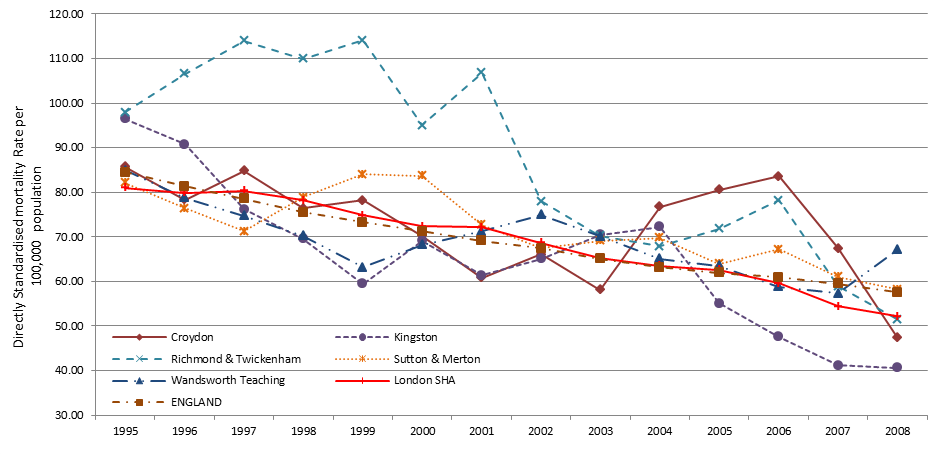 120.00
110.00
100.00
90.00
80.00
70.00
60.00
50.00
40.00
30.00
Directly Standardised mortality Rate per
100,000 population
Croydon
Kingston
Richmond & Twickenham
Sutton & Merton
Wandsworth Teaching
London SHA
ENGLAND
1995 1996 1997 1998 1999 2000 2001 2002 2003 2004 2005 2006 2007 2008